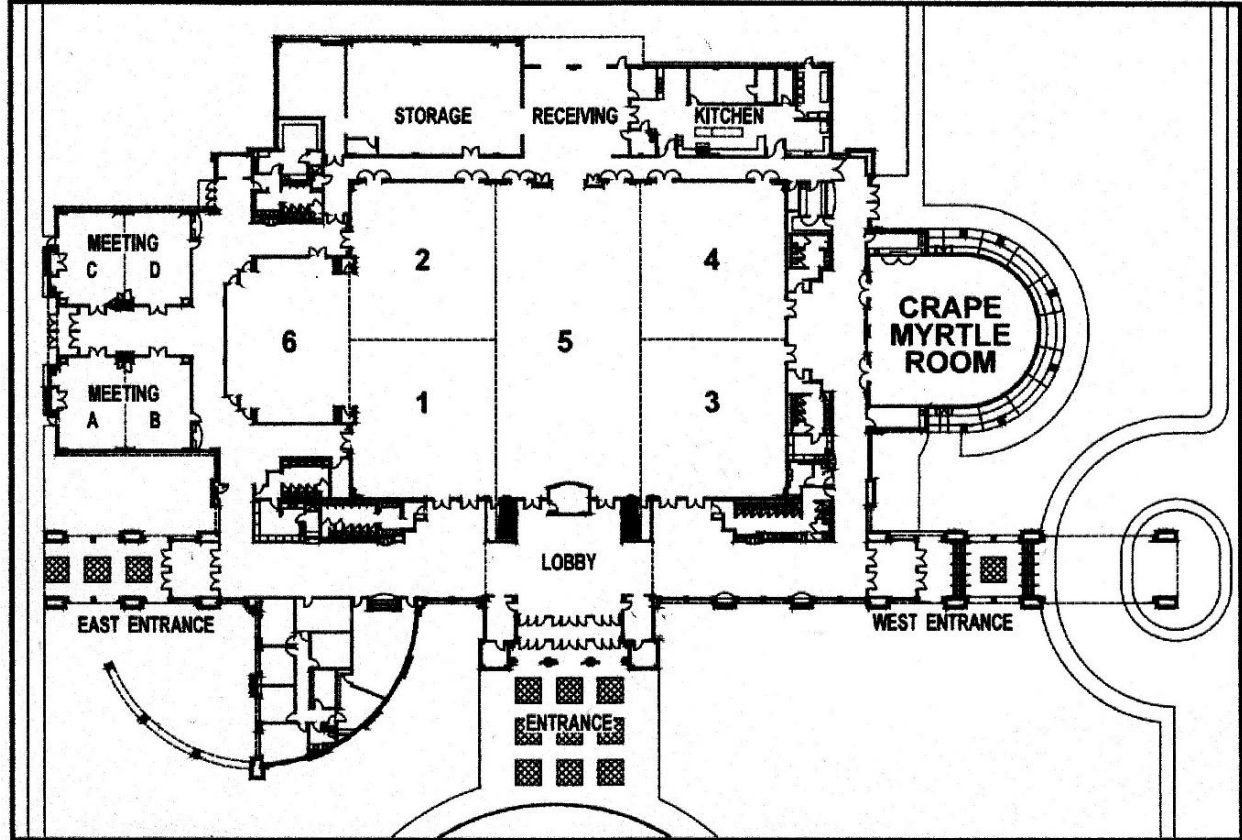 STORAGE
RECEIVING
KITCHEN
MEETING
C D
2
4
CRAPE
MYRTLE
ROOM
6
5
MEETING
A B
1
3
LOBBY
EAST ENTRANCE
WEST ENTRANCE
ENTRANCE